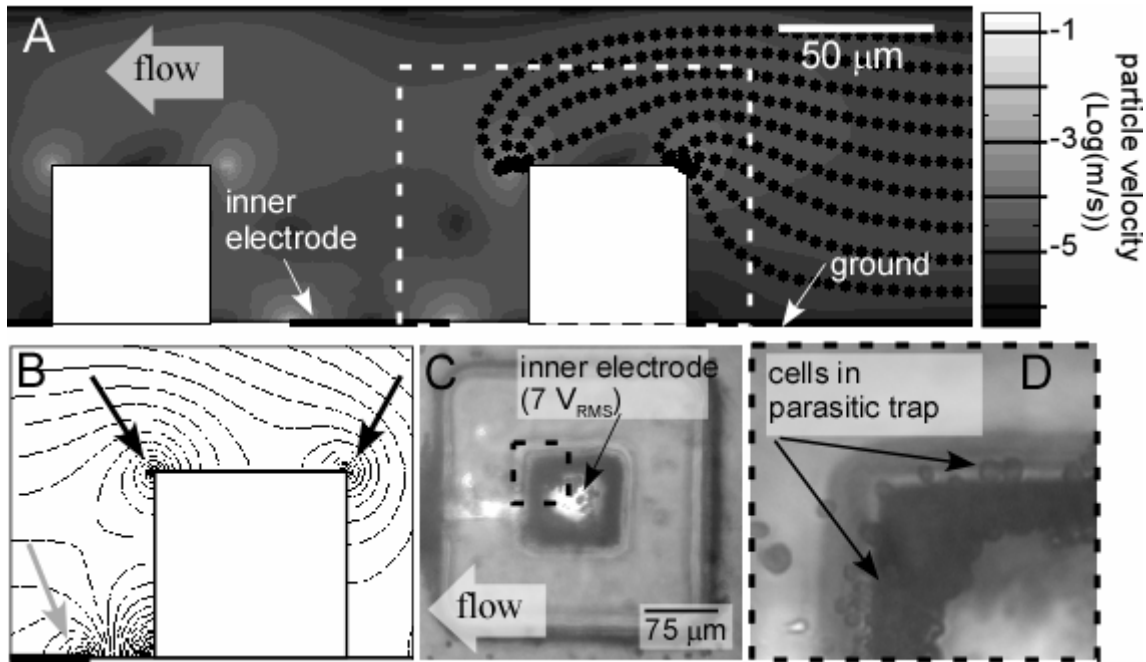 A
flow
50 μm
inner
electrode
ground
-1
-3
-5
particle velocity
(Log(m/s))
B
C
inner electrode
(7 VRMS)
flow
75 μm
D
cells in
parasitic trap